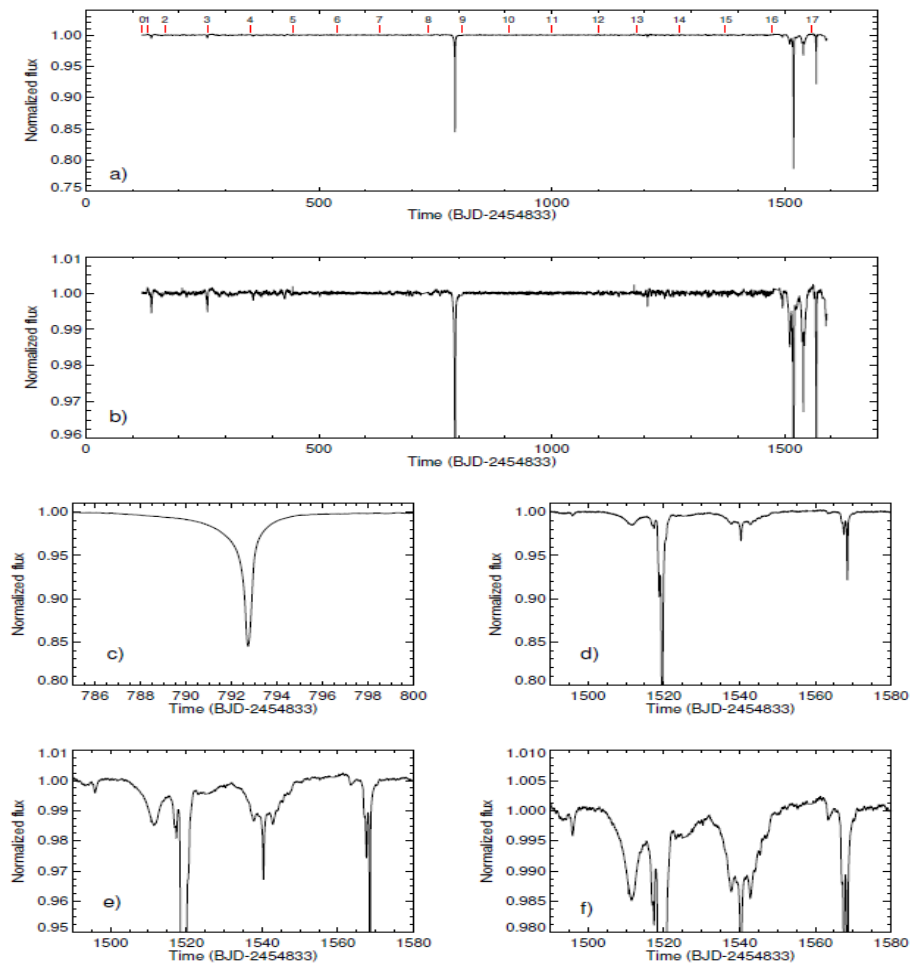 0 1 2 3 4 5 6 7 8 9 10 11 12 13 14 15 16 17
1.00
0.95
0.90
0.85
0.80
0.75
Normalized flux
a)
0 500 1000 1500
Time (BJD-2454833)
1.01
1.00
0.99
0.98
0.97
0.96
Normalized flux
b)
0 500 1000 1500
Time (BJD-2454833)
1.00
0.95
0.90
0.85
0.80
Normalized flux
c)
786 788 790 792 794 796 798 800
Time (BJD-2454833)
1.00
0.95
0.90
0.85
0.80
Normalized flux
d)
1500 1520 1540 1560 1580
Time (BJD-2454833)
1.01
1.00
0.99
0.98
0.97
0.96
0.95
Normalized flux
e)
1500 1520 1540 1560 1580
Time (BJD-2454833)
1.010
1.005
1.000
0.995
0.990
0.985
0.980
Normalized flux
f)
1500 1520 1540 1560 1580
Time (BJD-2454833)